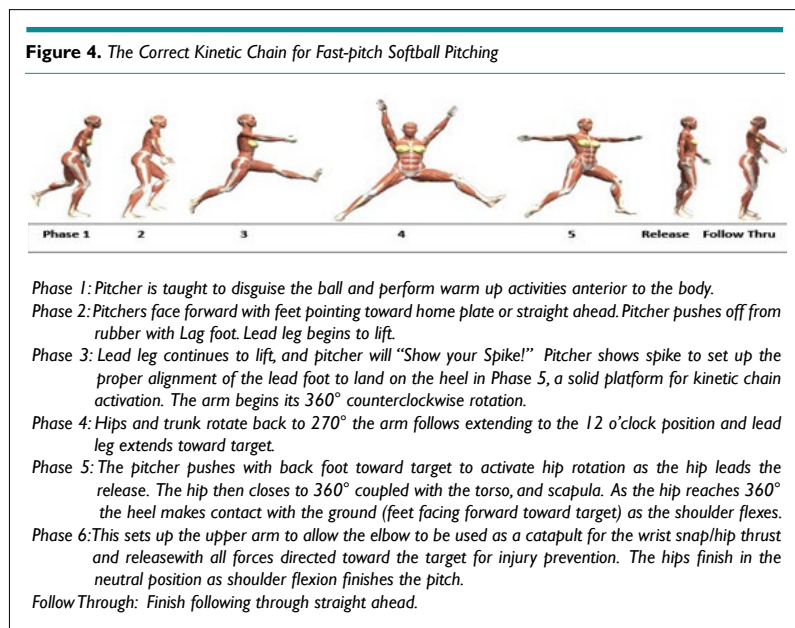 Figure 4. The Correct Kinetic Chain for Fast-pitch Softball Pitching
Phase 1 2 3 4 5 Release Follow Thru
Phase 1: Pitcher is taught to disguise the ball and perform warm up activities anterior to the body.
Phase 2: Pitchers face forward with feet pointing toward home plate or straight ahead. Pitcher pushes off from
rubber with Lag foot. Lead leg begins to lift.
Phase 3: Lead leg continues to lift, and pitcher will “Show your Spike!” Pitcher shows spike to set up the
proper alignment of the lead foot to land on the heel in Phase 5, a solid platform for kinetic chain
activation. The arm begins its 360° counterclockwise rotation.
Phase 4: Hips and trunk rotate back to 270° the arm follows extending to the 12 o’clock position and lead
leg extends toward target.
Phase 5: The pitcher pushes with back foot toward target to activate hip rotation as the hip leads the
release. The hip then closes to 360° coupled with the torso, and scapula. As the hip reaches 360°
the heel makes contact with the ground (feet facing forward toward target) as the shoulder flexes.
Phase 6: This sets up the upper arm to allow the elbow to be used as a catapult for the wrist snap/hip thrust
and releasewith all forces directed toward the target for injury prevention. The hips finish in the
neutral position as shoulder flexion finishes the pitch.
Follow Through: Finish following through straight ahead.